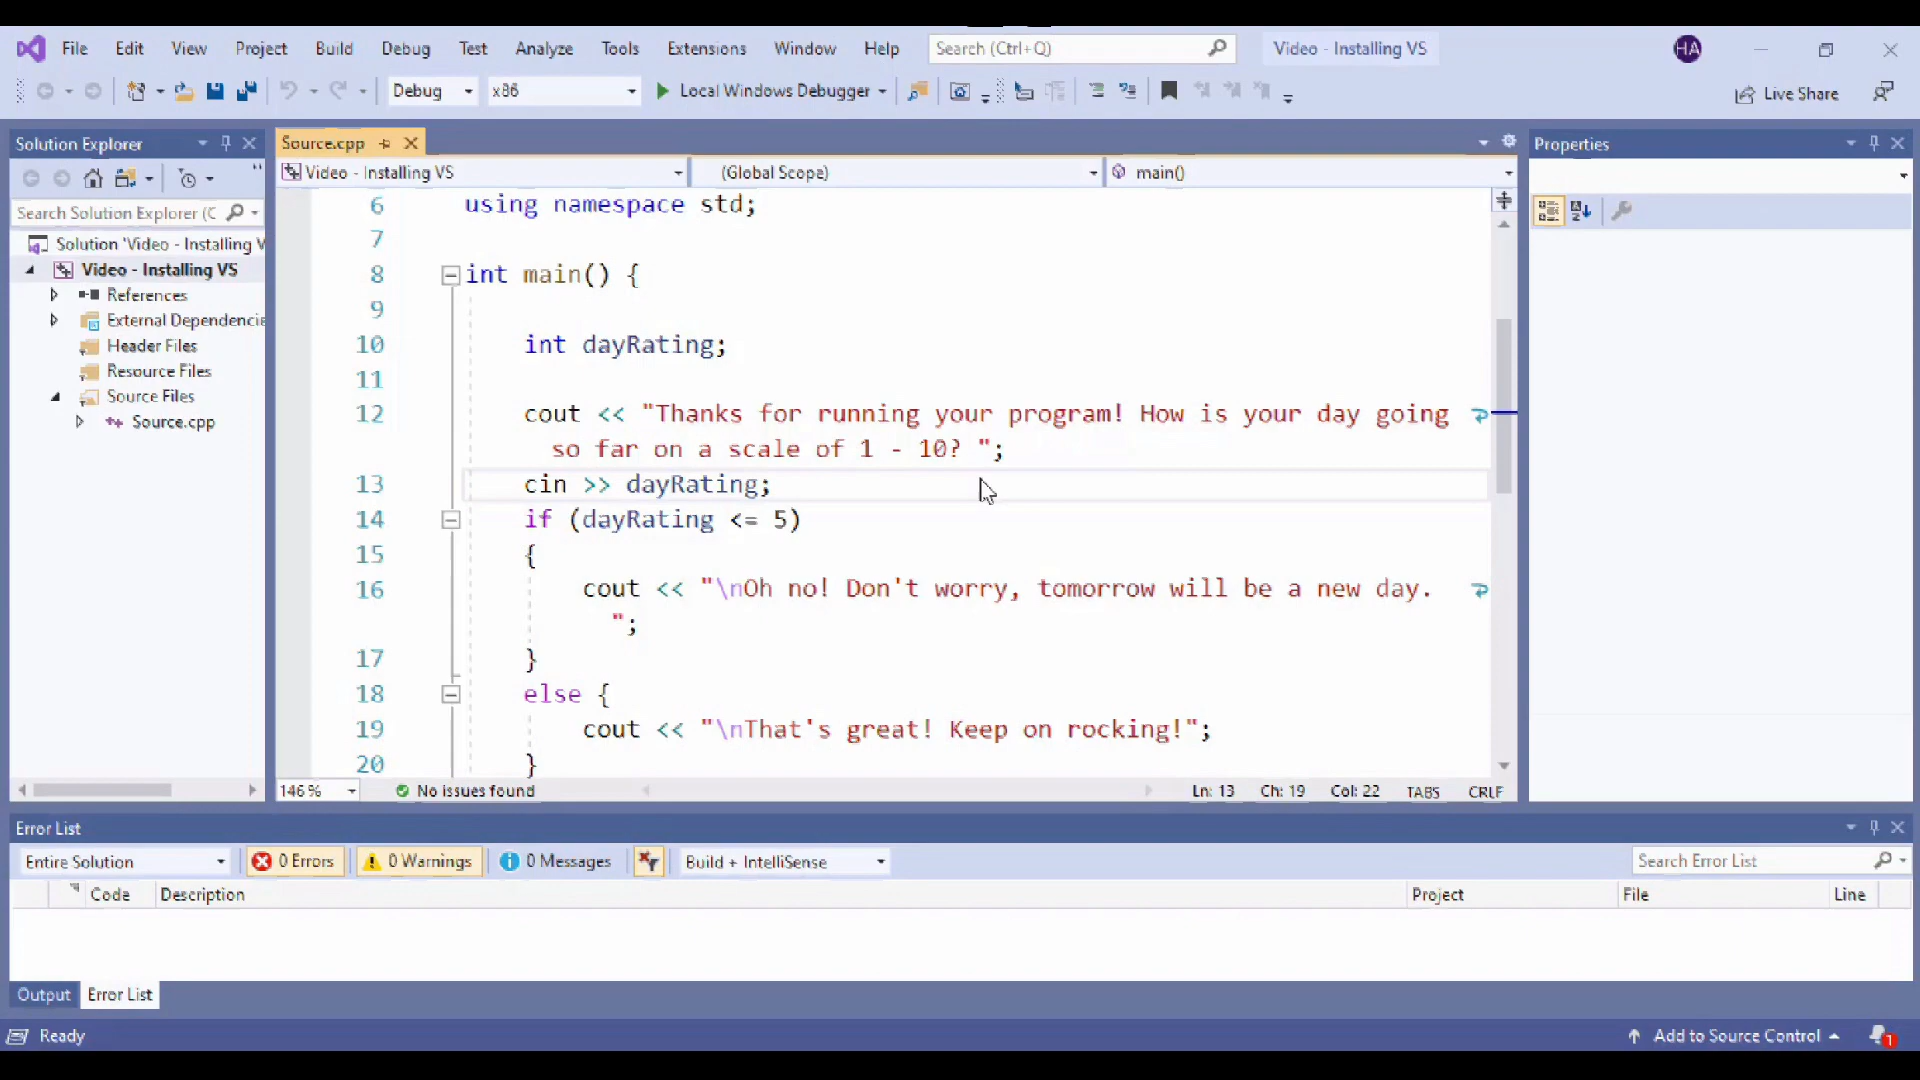 File Edit View Project Build Debug Test Analyze Tools Extensions Window Help Search (Ctrl+Q) Video - Installing VS HA
Debug x86 Local Windows Debugger Live Share
Solution Explorer
Search Solution Explorer (C
Solution 'Video - Installing V
Video - Installing VS
References
External Dependencie
Header Files
Resource Files
Source Files
Source.cpp
Source.cpp
Video - Installing VS (Global Scope) main()
6 using namespace std;
7
8 int main() {
9
10 int dayRating;
11
12 cout << "Thanks for running your program! How is your day going
so far on a scale of 1 - 10? ";
13 cin >> dayRating;
14 if (dayRating <= 5)
15 {
16 cout << "\nOh no! Don't worry, tomorrow will be a new day.
";
17 }
18 else {
19 cout << "\nThat's great! Keep on rocking!";
20 }
146 % No issues found Ln: 13 Ch: 19 Col: 22 TABS CRLF
Properties
Error List
Entire Solution 0 Errors 0 Warnings 0 Messages Build + IntelliSense Search Error List
Code Description Project File Line
Output Error List
Ready Add to Source Control 1